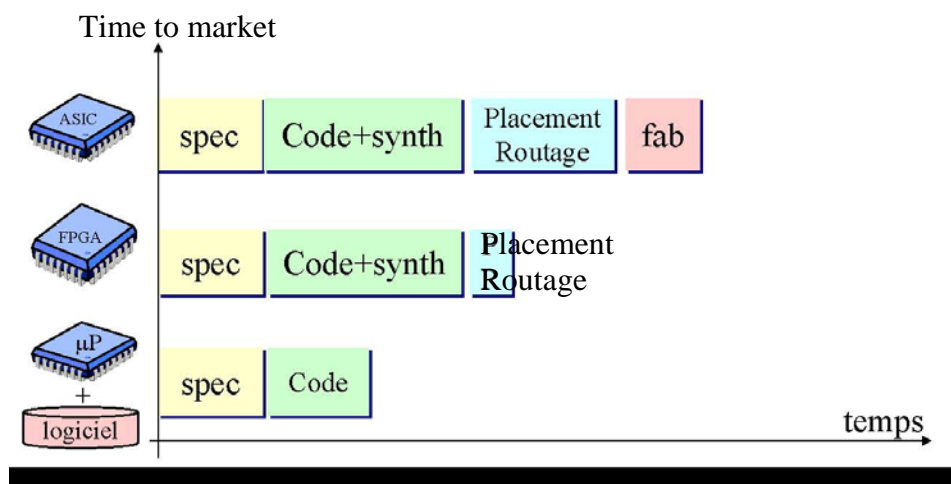 Time to market
ASIC
spec
Code+synth
Placement
Routage
fab
FPGA
spec
Code+synth
Placement
Routage
µP
+
logiciel
spec
Code
temps